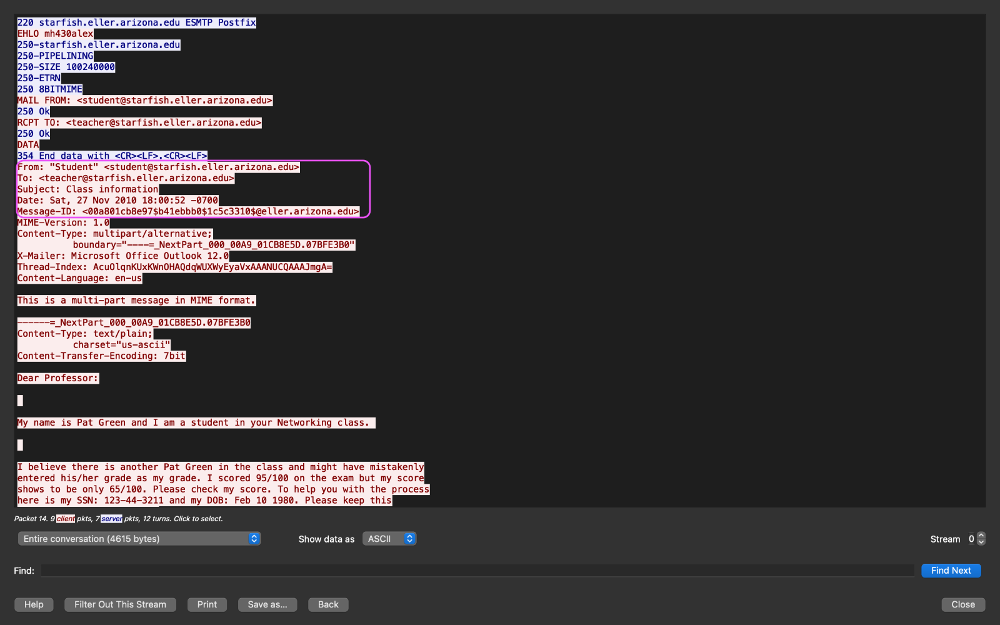 220 starfish.eller.arizona.edu ESMTP Postfix
EHLO mh430alex
250-starfish.eller.arizona.edu
250-PIPELINING
250-SIZE 100240000
250-ETRN
250 8BITMIME
MAIL FROM: <student@starfish.eller.arizona.edu>
250 Ok
RCPT TO: <teacher@starfish.eller.arizona.edu>
250 Ok
DATA
354 End data with <CR><LF>.<CR><LF>
From: "Student" <student@starfish.eller.arizona.edu>
To: <teacher@starfish.eller.arizona.edu>
Subject: Class information
Date: Sat, 27 Nov 2010 18:00:52 -0700
Message-ID: <00a801cb8e97$b41ebbb0$1c5c3310$@eller.arizona.edu>
MIME-Version: 1.0
Content-Type: multipart/alternative;
boundary="----=_NextPart_000_00A9_01CB8E5D.07BFE3B0"
X-Mailer: Microsoft Office Outlook 12.0
Thread-Index: AcuOlqnKUxKWnOHAQdqWUXWyEyaVxAAANUCQAAAJmgA=
Content-Language: en-us
This is a multi-part message in MIME format.
------=_NextPart_000_00A9_01CB8E5D.07BFE3B0
Content-Type: text/plain;
charset="us-ascii"
Content-Transfer-Encoding: 7bit
Dear Professor:
My name is Pat Green and I am a student in your Networking class.
I believe there is another Pat Green in the class and might have mistakenly
entered his/her grade as my grade. I scored 95/100 on the exam but my score
shows to be only 65/100. Please check my score. To help you with the process
here is my SSN: 123-44-3211 and my DOB: Feb 10 1980. Please keep this
Packet 14. 9 client pkts, 7 server pkts, 12 turns. Click to select.
Entire conversation (4615 bytes) Show data as ASCII Stream 0
Find: Find Next
Help Filter Out This Stream Print Save as... Back Close